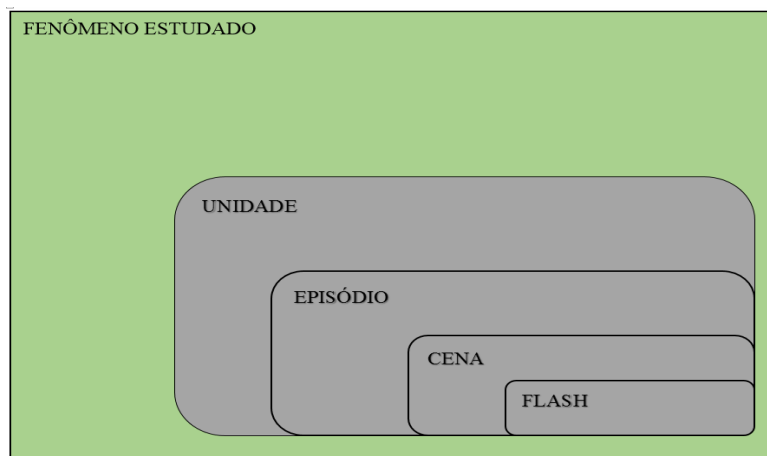 FENÔMENO ESTUDADO
UNIDADE
EPISÓDIO
CENA
FLASH